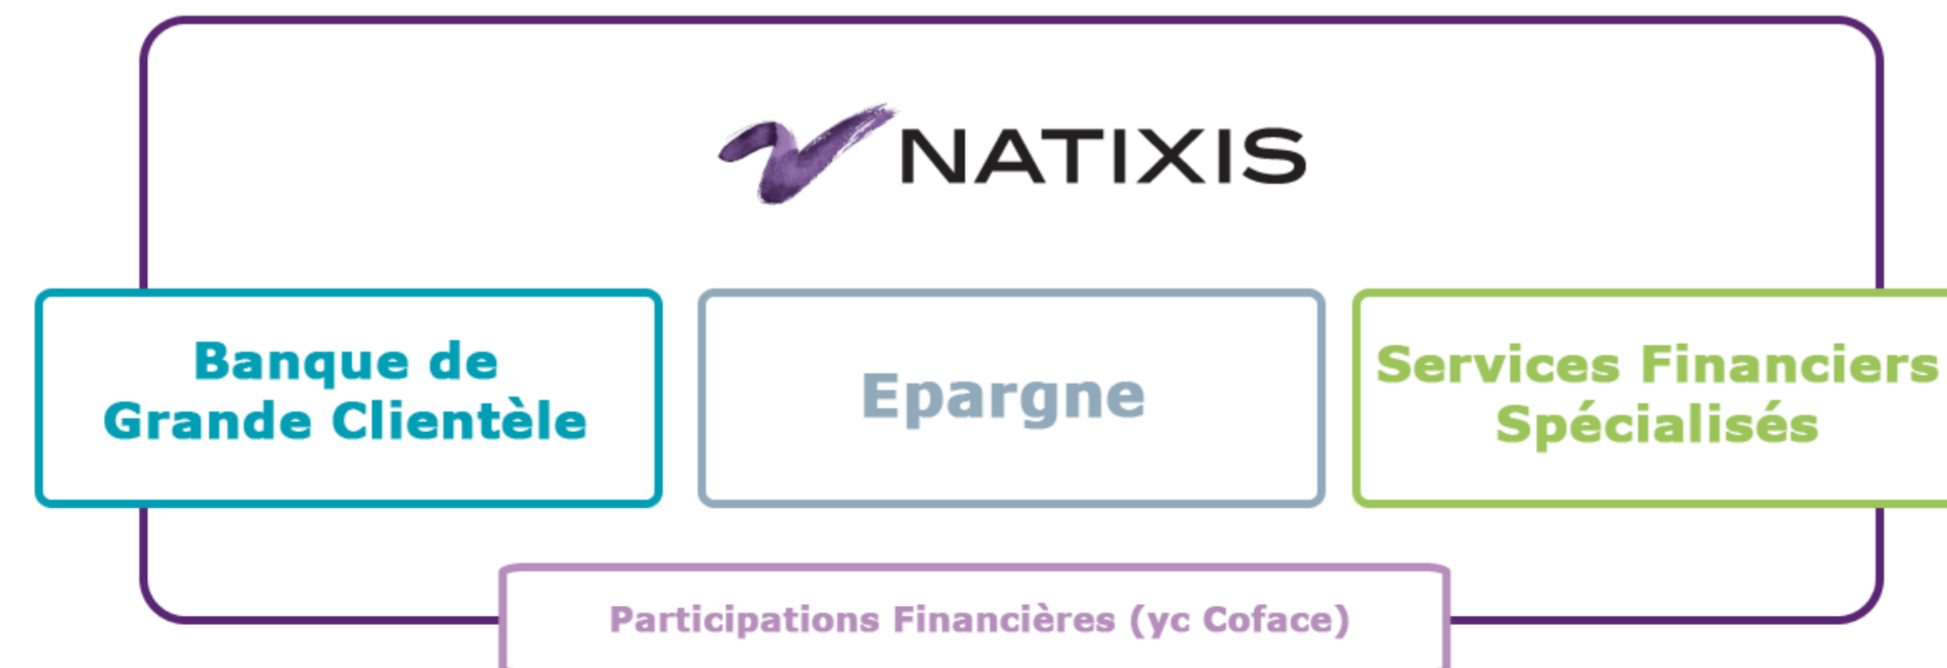 NATIXIS
Banque de
Grande Clientèle
Epargne
Services Financiers
Spécialisés
Participations Financières (yc Coface)